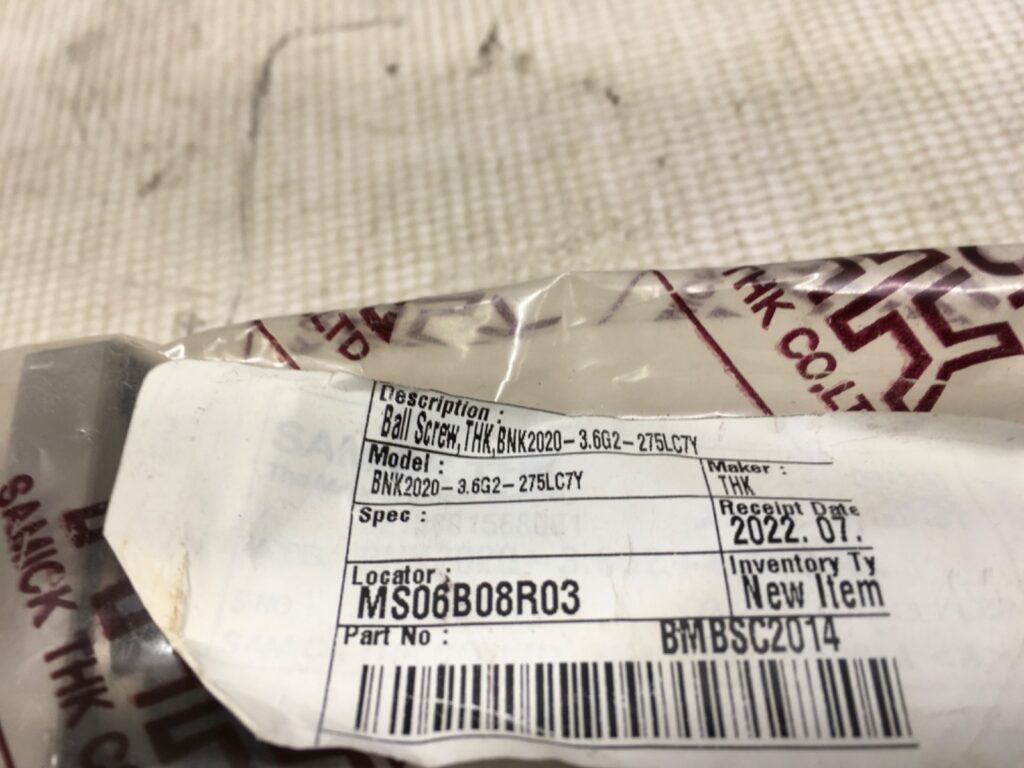 LTD
THK CO.,LT
SAMICK THK C
Description :
Ball Screw,THK,BNK2020-3.6G2-275LC7Y
Model :
BNK2020-3.6G2-275LC7Y
Maker :
THK
Spec :
Receipt Date
2022. 07.
Locator
MS06B08R03
Inventory Ty
New Item
Part No :
BMBSC2014